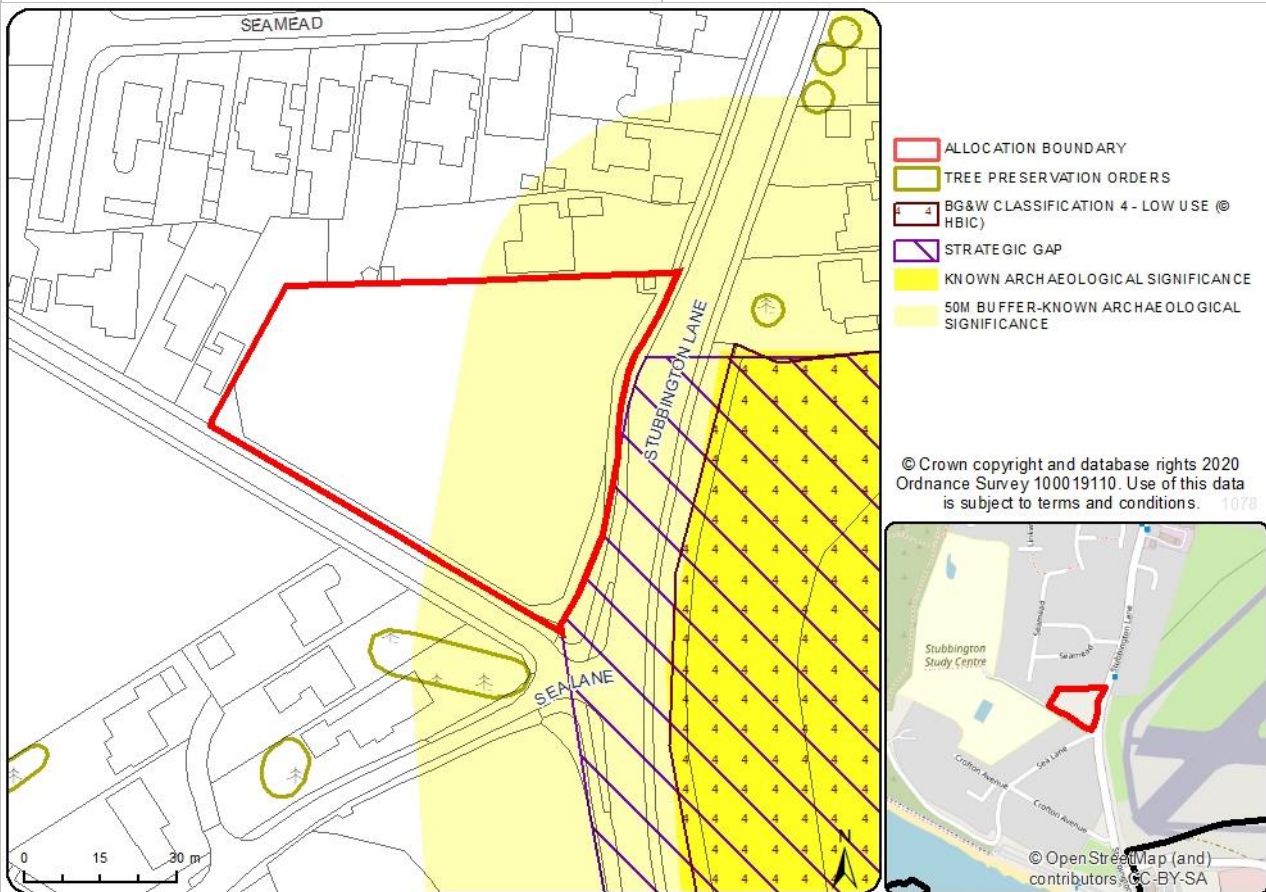 SEAMEAD
STUBBINGTON LANE
SEA LANE
0 15 30 m
N
ALLOCATION BOUNDARY
TREE PRESERVATION ORDERS
4 4 BG&W CLASSIFICATION 4 - LOW USE (©
HBIC)
STRATEGIC GAP
KNOWN ARCHAEOLOGICAL SIGNIFICANCE
50M BUFFER-KNOWN ARCHAEOLOGICAL
SIGNIFICANCE
© Crown copyright and database rights 2020
Ordnance Survey 100019110. Use of this data
is subject to terms and conditions. 1078
Seamead
Stubbington Lane
Seamead
Stubbington
Study Centre
Sea Lane
Crofton Avenue
Crofton Avenue
© OpenStreetMap (and)
contributors, CC-BY-SA